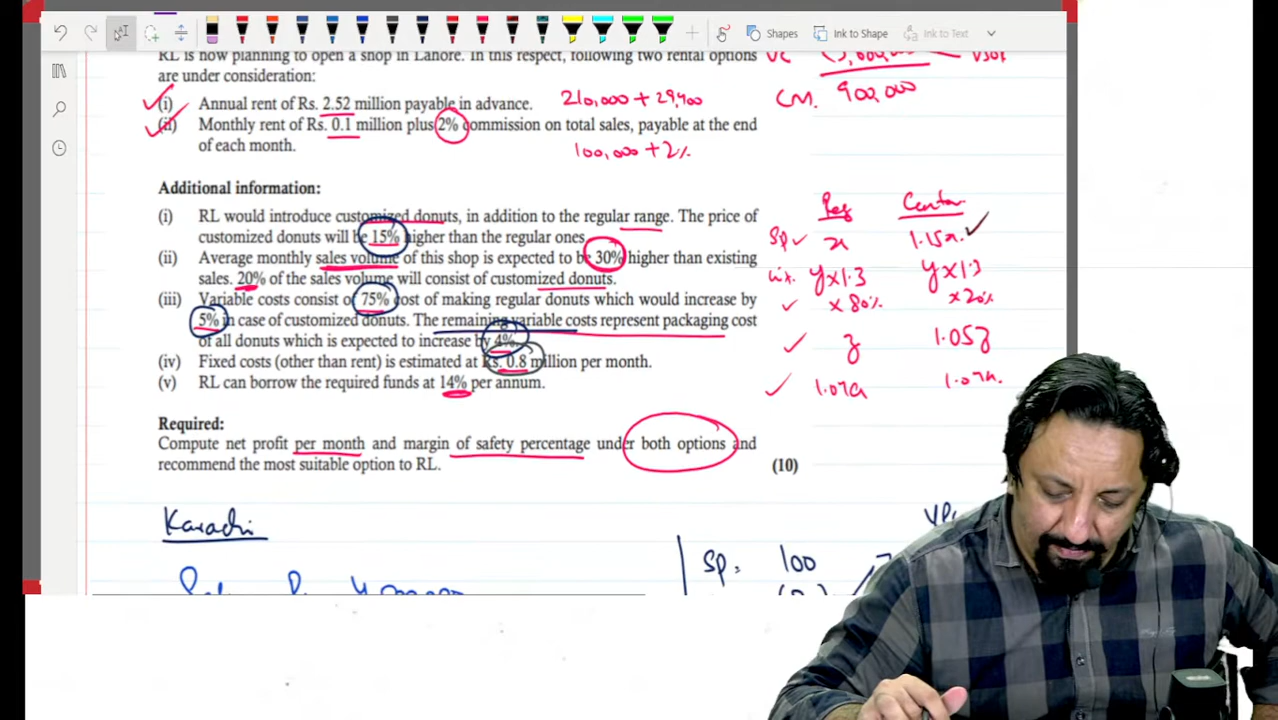 Shapes
Ink to Shape
Ink to Text
RL is now planning to open a shop in Lahore. In this respect, following two rental options
are under consideration:
(i) Annual rent of Rs. 2.52 million payable in advance.
210,000 + 29,400
(ii) Monthly rent of Rs. 0.1 million plus 2% commission on total sales, payable at the end
of each month.
100,000 + 2%
VC
CM. 900,000
Additional information:
(i) RL would introduce customized donuts, in addition to the regular range. The price of
customized donuts will be 15% higher than the regular ones.
(ii) Average monthly sales volume of this shop is expected to be 30% higher than existing
sales. 20% of the sales volume will consist of customized donuts.
(iii) Variable costs consist of 75% cost of making regular donuts which would increase by
5% in case of customized donuts. The remaining variable costs represent packaging cost
of all donuts which is expected to increase by 4%.
(iv) Fixed costs (other than rent) is estimated at Rs. 0.8 million per month.
(v) RL can borrow the required funds at 14% per annum.
Reg
SP x 1.15x
y×1.3 y×1.3
×80% ×20%
z 1.05z
Required:
Compute net profit per month and margin of safety percentage under both options and
recommend the most suitable option to RL. (10)
Karachi
SP 100